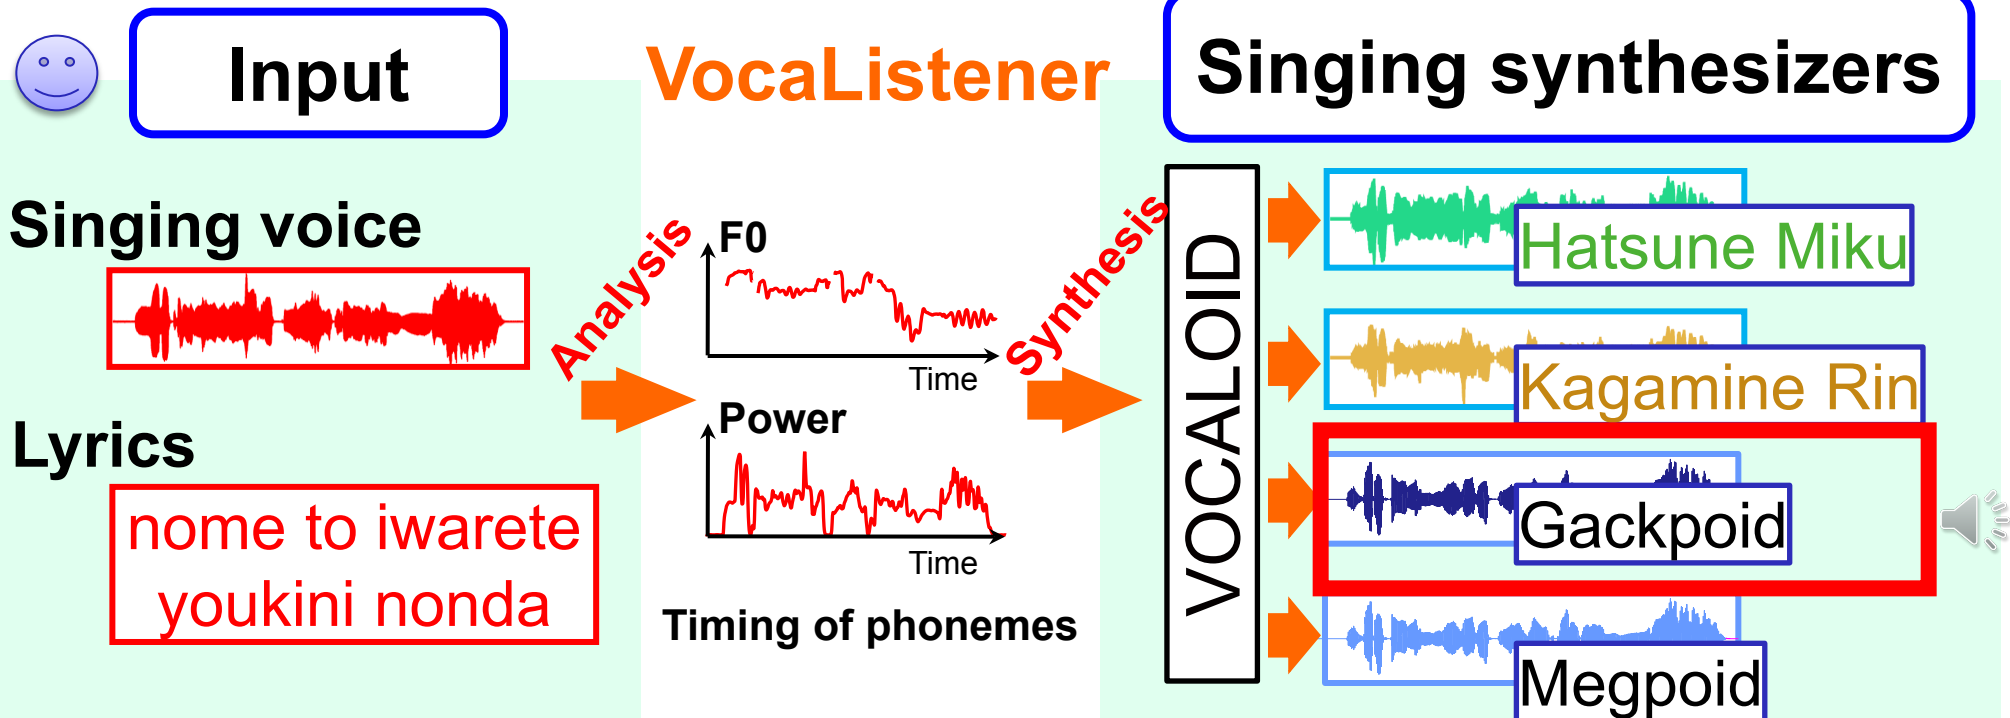 Input
VocaListener
Singing synthesizers
Singing voice
Lyrics
nome to iwarete
youkini nonda
Analysis
F0
Time
Power
Time
Timing of phonemes
Synthesis
VOCALOID
Hatsune Miku
Kagamine Rin
Gackpoid
Megpoid